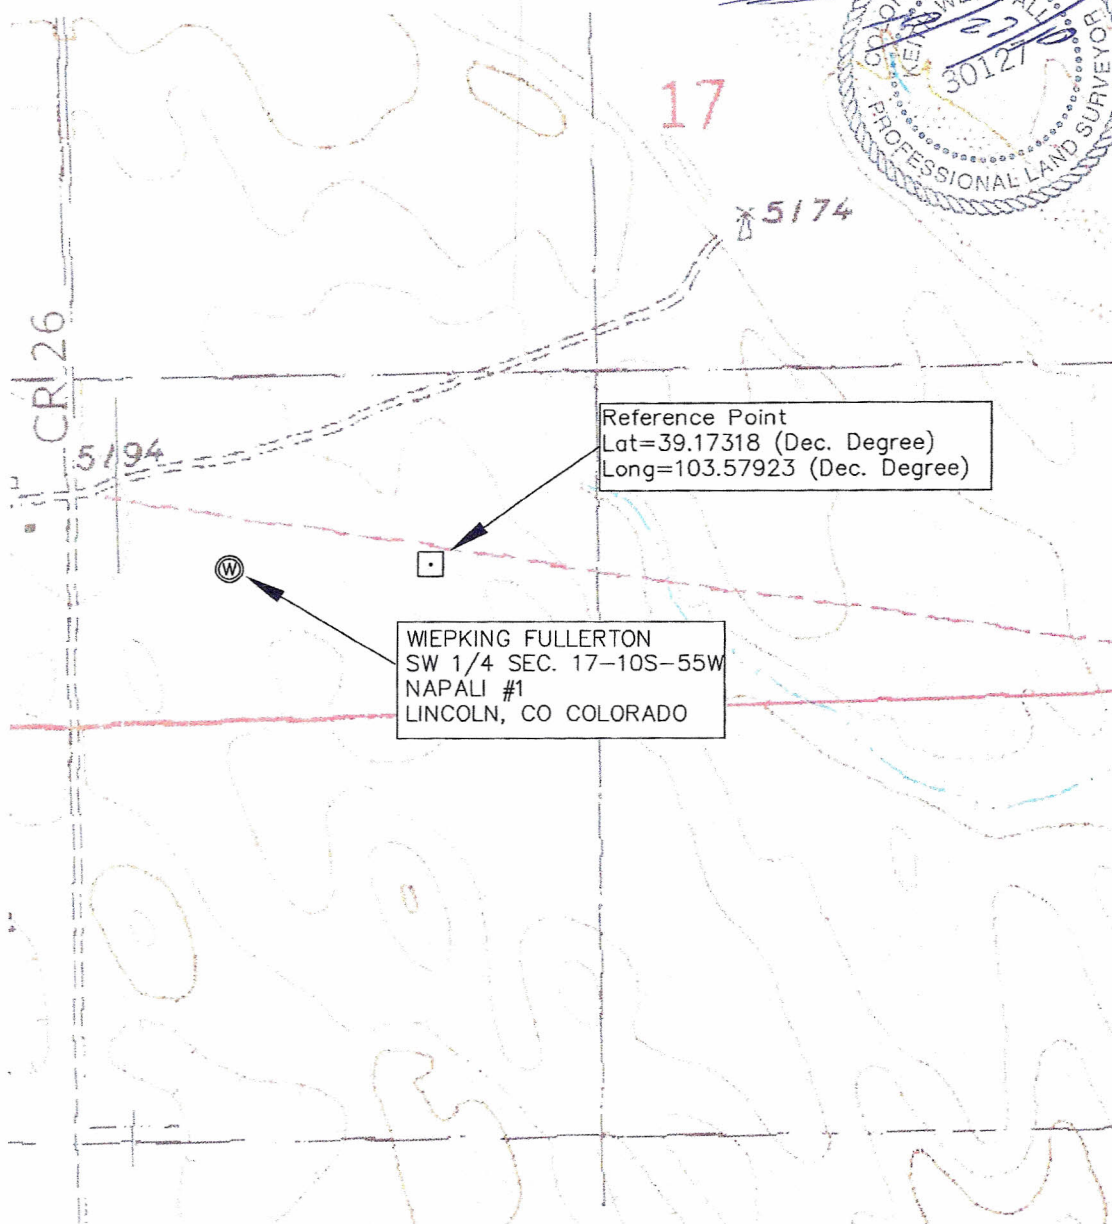 30127
PROFESSIONAL LAND SURVEYOR
17
5174
CR 26
5194
Reference Point
Lat=39.17318 (Dec. Degree)
Long=103.57923 (Dec. Degree)
W
WIEPKING FULLERTON
SW 1/4 SEC. 17-10S-55W
NAPALI #1
LINCOLN, CO COLORADO